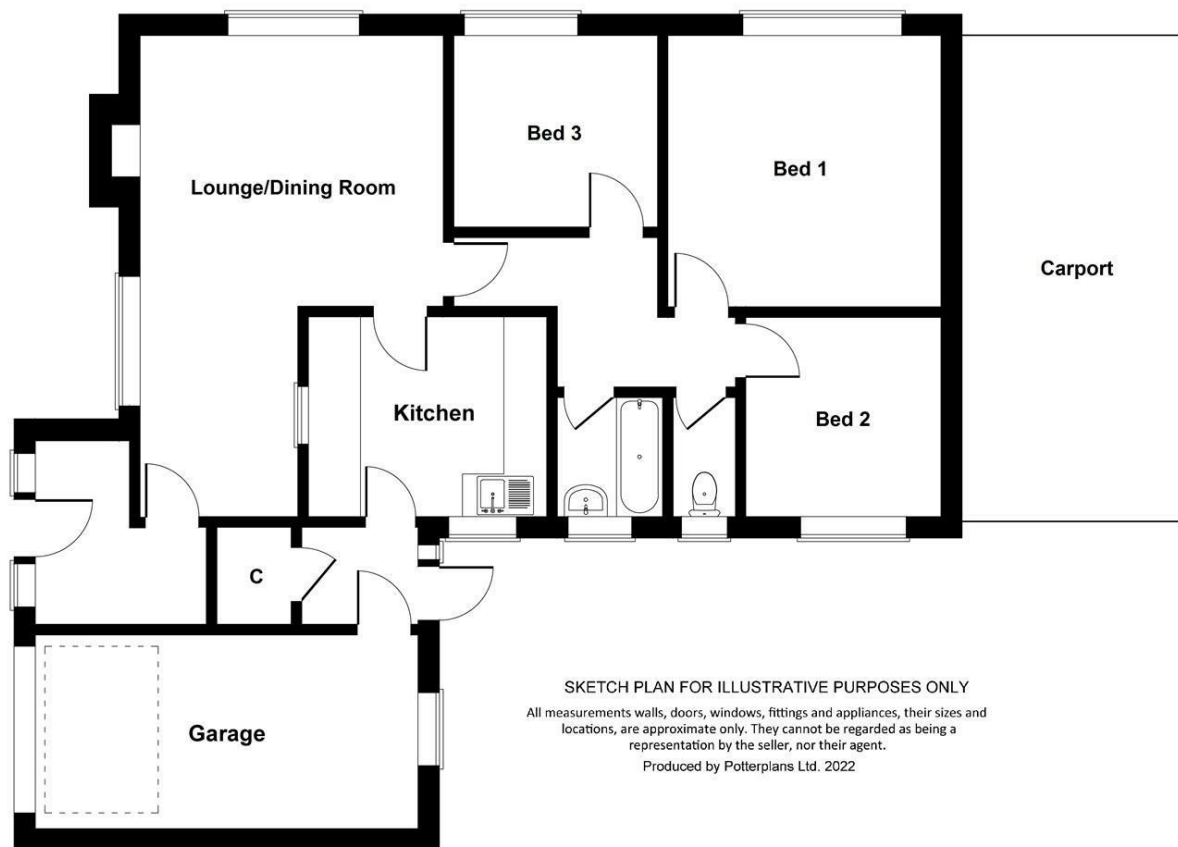 Bed 3
Bed 1
Lounge/Dining Room
Carport
Kitchen
Bed 2
C
Garage
SKETCH PLAN FOR ILLUSTRATIVE PURPOSES ONLY
All measurements walls, doors, windows, fittings and appliances, their sizes and
locations, are approximate only. They cannot be regarded as being a
representation by the seller, nor their agent.
Produced by Potterplans Ltd. 2022